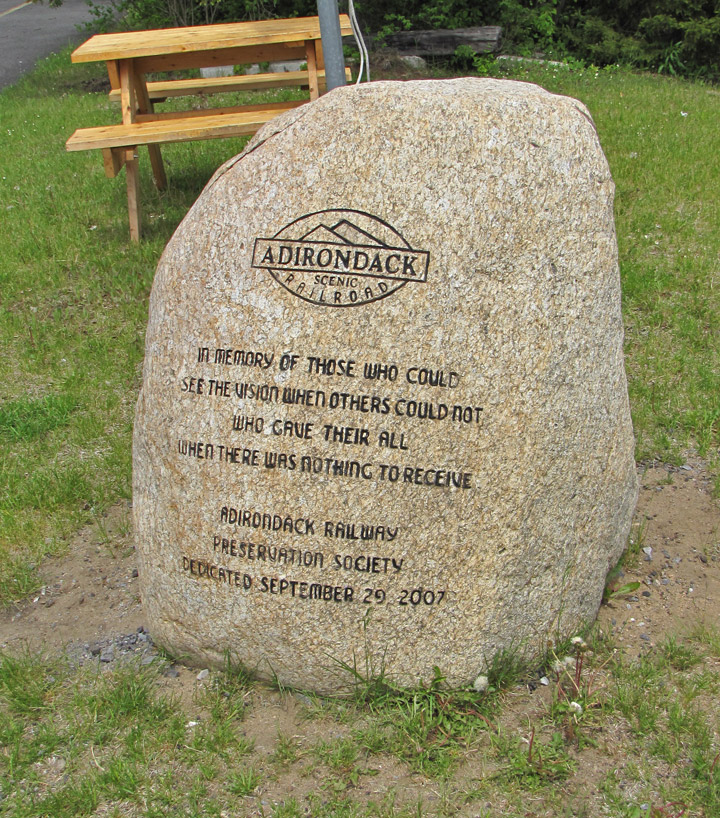 ADIRONDACK
SCENIC
RAILROAD
IN MEMORY OF THOSE WHO COULD
SEE THE VISION WHEN OTHERS COULD NOT
WHO GAVE THEIR ALL
WHEN THERE WAS NOTHING TO RECEIVE
ADIRONDACK RAILWAY
PRESERVATION SOCIETY
DEDICATED SEPTEMBER 29 2007